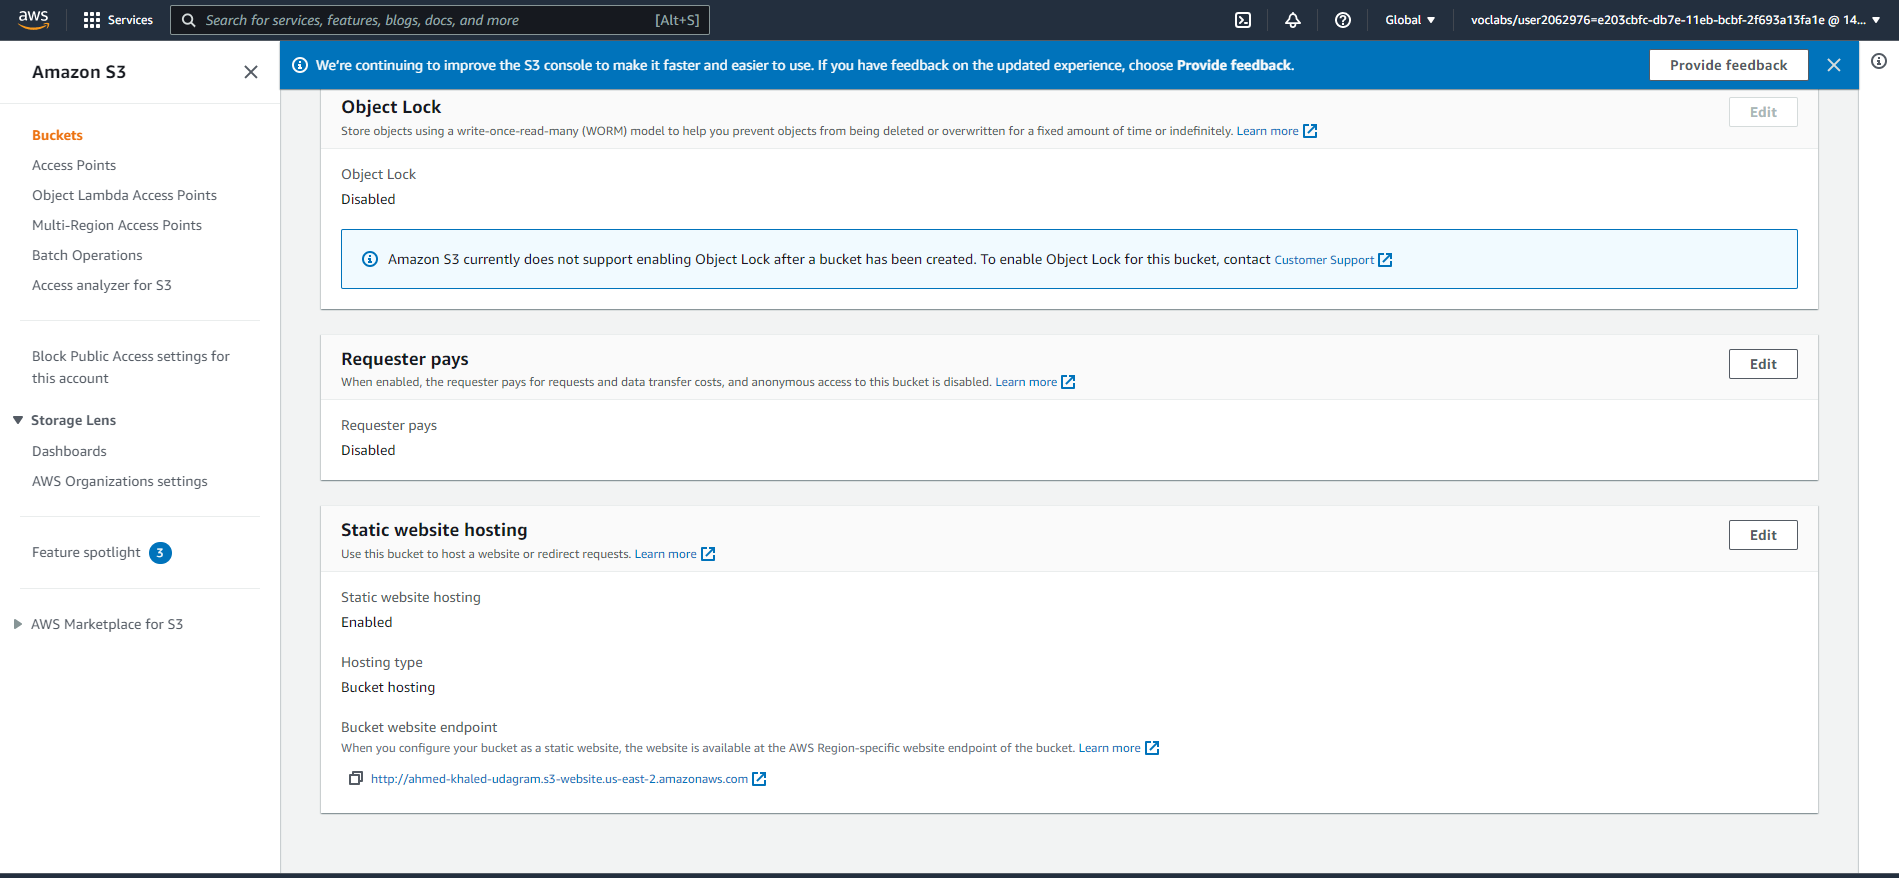 aws
Services
Search for services, features, blogs, docs, and more
[Alt+S]
Global
voclabs/user2062976=e203cbfc-db7e-11eb-bcbf-2f693a13fa1e @ 14...
Amazon S3
We're continuing to improve the S3 console to make it faster and easier to use. If you have feedback on the updated experience, choose Provide feedback.
Provide feedback
Buckets
Access Points
Object Lambda Access Points
Multi-Region Access Points
Batch Operations
Access analyzer for S3
Block Public Access settings for
this account
Storage Lens
Dashboards
AWS Organizations settings
Feature spotlight 3
AWS Marketplace for S3
Object Lock
Edit
Store objects using a write-once-read-many (WORM) model to help you prevent objects from being deleted or overwritten for a fixed amount of time or indefinitely. Learn more
Object Lock
Disabled
Amazon S3 currently does not support enabling Object Lock after a bucket has been created. To enable Object Lock for this bucket, contact Customer Support
Requester pays
Edit
When enabled, the requester pays for requests and data transfer costs, and anonymous access to this bucket is disabled. Learn more
Requester pays
Disabled
Static website hosting
Edit
Use this bucket to host a website or redirect requests. Learn more
Static website hosting
Enabled
Hosting type
Bucket hosting
Bucket website endpoint
When you configure your bucket as a static website, the website is available at the AWS Region-specific website endpoint of the bucket. Learn more
http://ahmed-khaled-udagram.s3-website.us-east-2.amazonaws.com